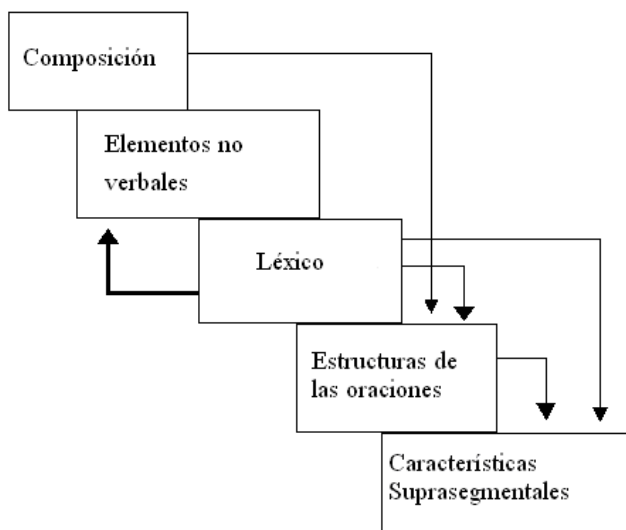 Composición
Elementos no
verbales
Léxico
Estructuras de
las oraciones
Características
Suprasegmentales